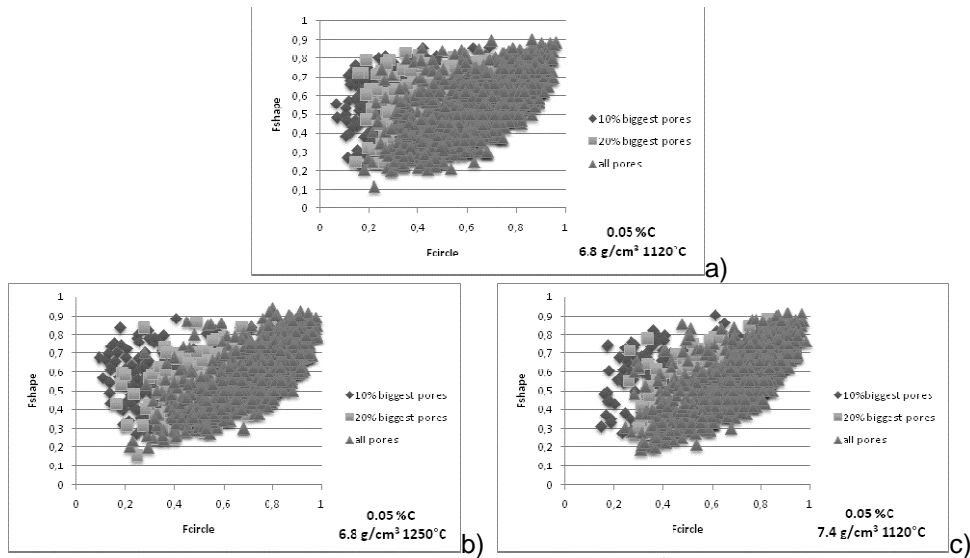 1
0,9
0,8
0,7
0,6
0,5
0,4
0,3
0,2
0,1
0
Fshape
0
0,2
0,4
0,6
0,8
1
Fcircle
10% biggest pores
20% biggest pores
all pores
0.05 %C
6.8 g/cm³ 1120°C
a)
1
0,9
0,8
0,7
0,6
0,5
0,4
0,3
0,2
0,1
0
Fshape
0
0,2
0,4
0,6
0,8
1
Fcircle
10% biggest pores
20% biggest pores
all pores
0.05 %C
6.8 g/cm³ 1250°C
b)
1
0,9
0,8
0,7
0,6
0,5
0,4
0,3
0,2
0,1
0
Fshape
0
0,2
0,4
0,6
0,8
1
Fcircle
10% biggest pores
20% biggest pores
all pores
0.05 %C
7.4 g/cm³ 1120°C
c)